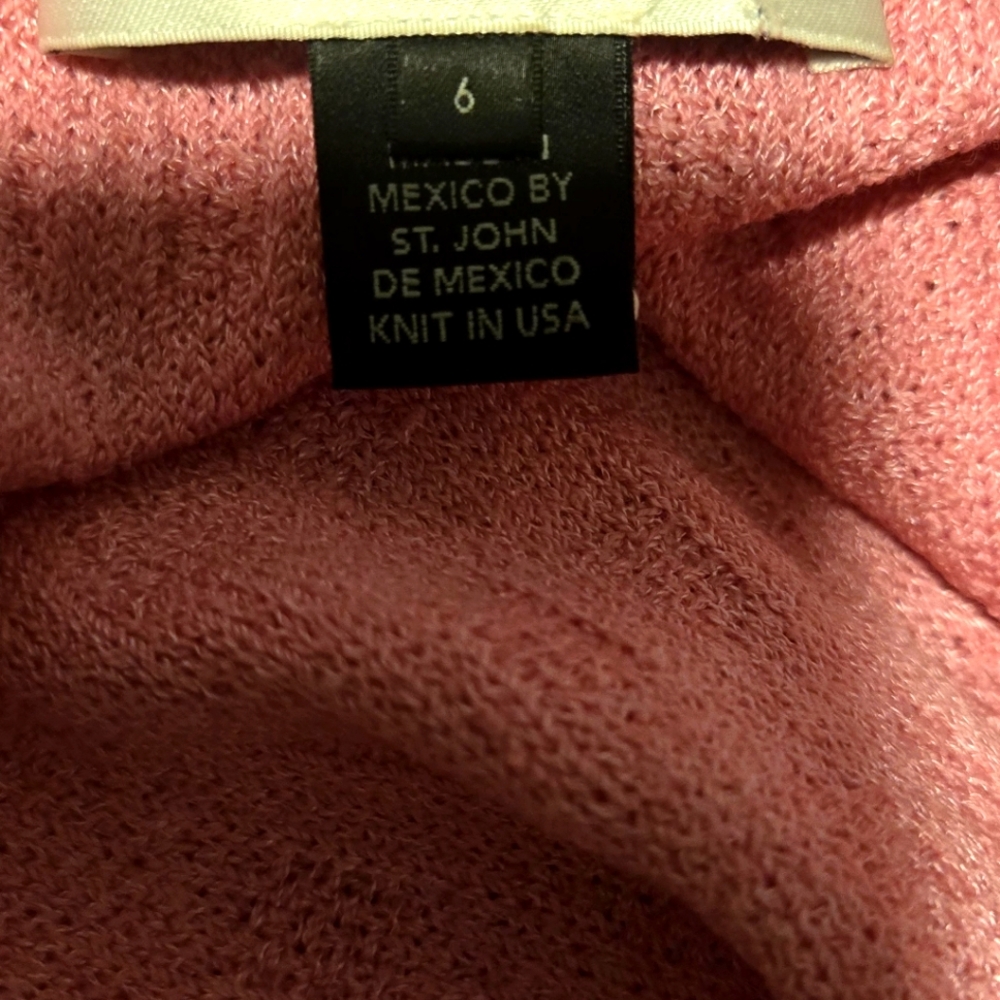 6
MEXICO BY
ST. JOHN
DE MEXICO
KNIT IN USA